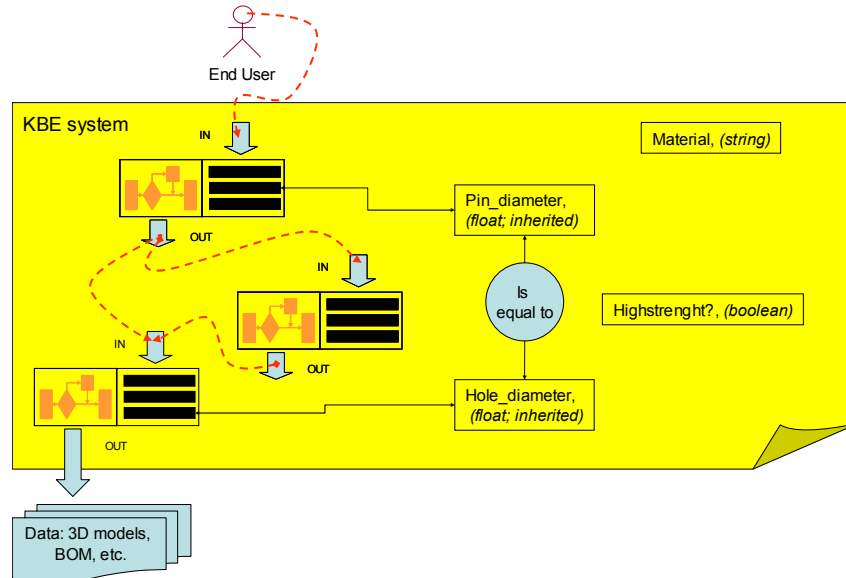 End User
KBE system
IN
Material, (string)
Pin_diameter,
(float; inherited)
OUT
IN
Is
equal to
Highstrenght?, (boolean)
IN
OUT
Hole_diameter,
(float; inherited)
OUT
Data: 3D models,
BOM, etc.